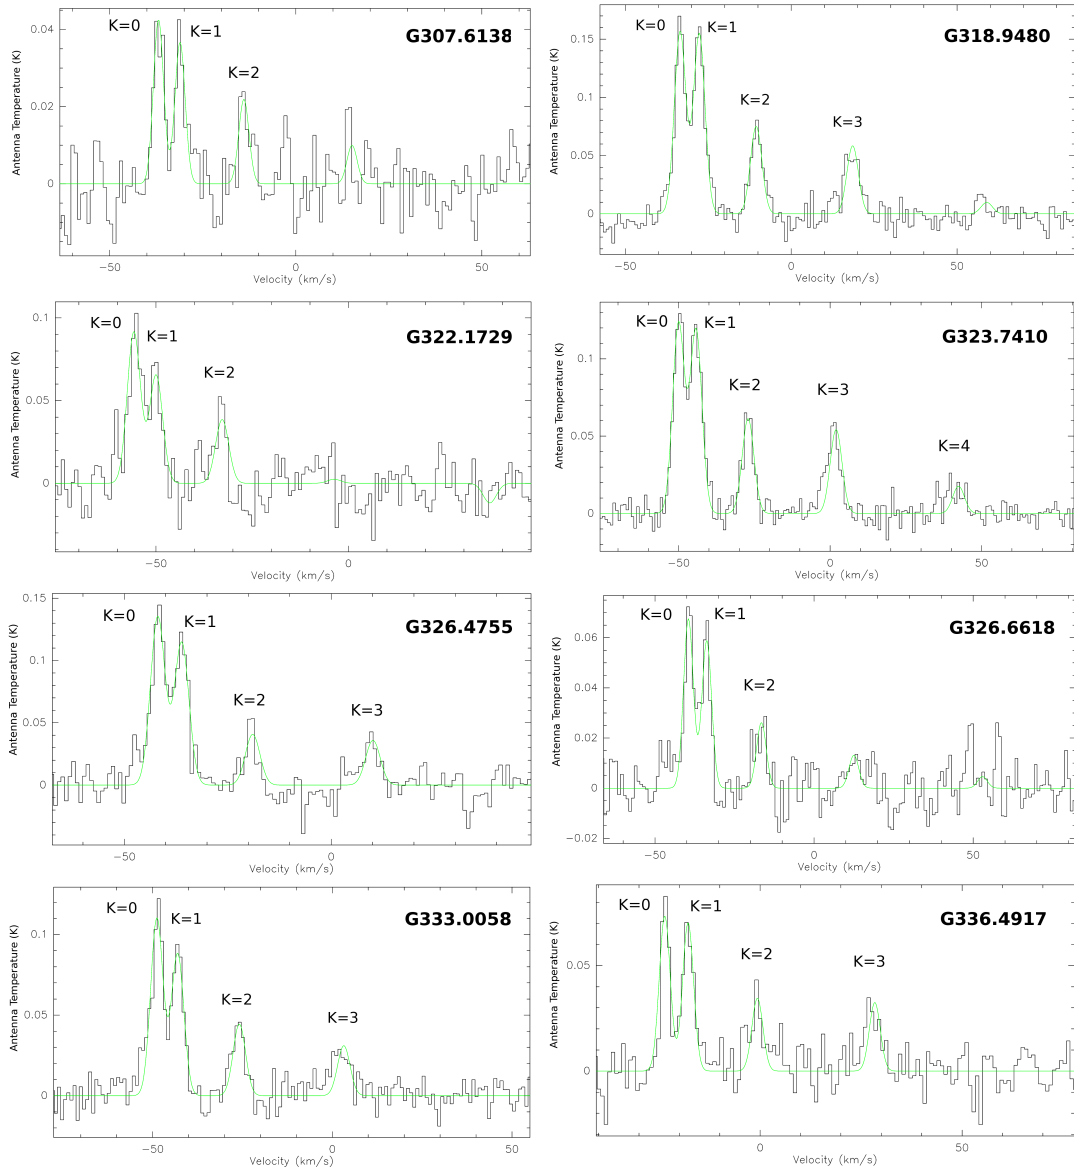 K=0
K=1
G307.6138
K=2
Antenna Temperature (K)
0.04
0.02
0
−50
0
50
Velocity (km/s)
K=0
K=1
G318.9480
K=2
K=3
Antenna Temperature (K)
0.15
0.1
0.05
0
−50
0
50
Velocity (km/s)
K=0
K=1
G322.1729
K=2
Antenna Temperature (K)
0.1
0.05
0
−50
0
Velocity (km/s)
K=0
K=1
G323.7410
K=2
K=3
K=4
Antenna Temperature (K)
0.1
0.05
0
−50
0
50
Velocity (km/s)
K=0
K=1
G326.4755
K=2
K=3
Antenna Temperature (K)
0.15
0.1
0.05
0
−50
0
Velocity (km/s)
K=0
K=1
G326.6618
K=2
Antenna Temperature (K)
0.06
0.04
0.02
0
−0.02
−50
0
50
Velocity (km/s)
K=0
K=1
G333.0058
K=2
K=3
Antenna Temperature (K)
0.1
0.05
0
−50
0
50
Velocity (km/s)
K=0
K=1
G336.4917
K=2
K=3
Antenna Temperature (K)
0.05
0
0
50
Velocity (km/s)